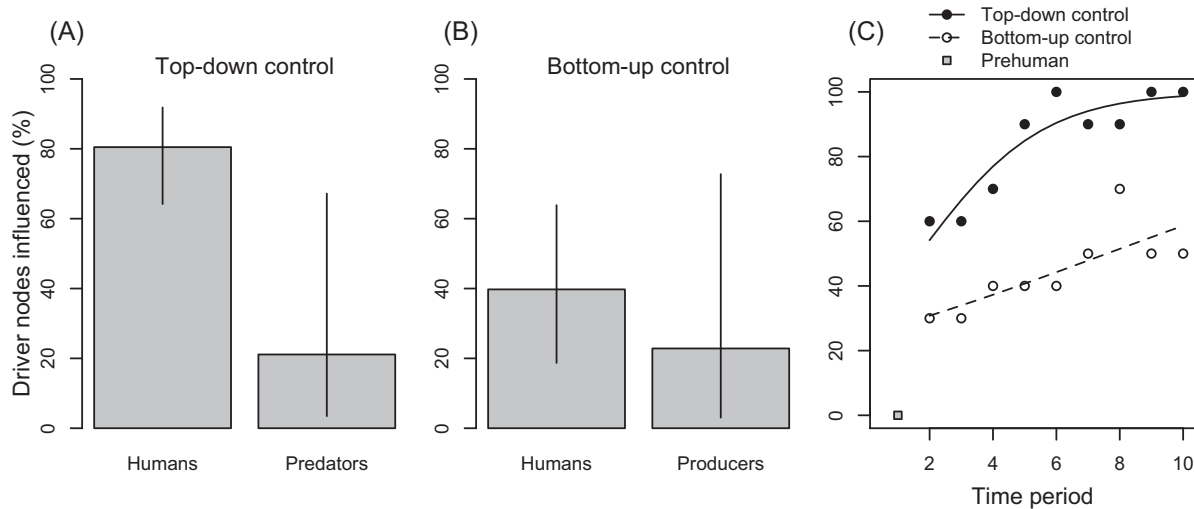 (A)
Top-down control
Driver nodes influenced (%)
0
20
40
60
80
100
Humans
Predators
(B)
Bottom-up control
0
20
40
60
80
100
Humans
Producers
(C)
Top-down control
Bottom-up control
Prehuman
0
20
40
60
80
100
2
4
6
8
10
Time period